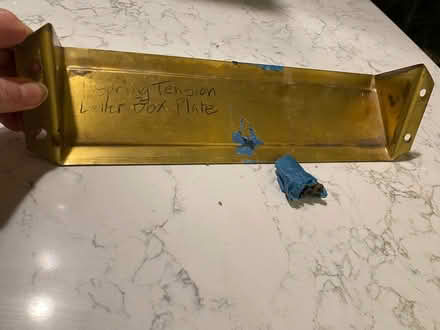 Spring Tension
Letter Box Plate